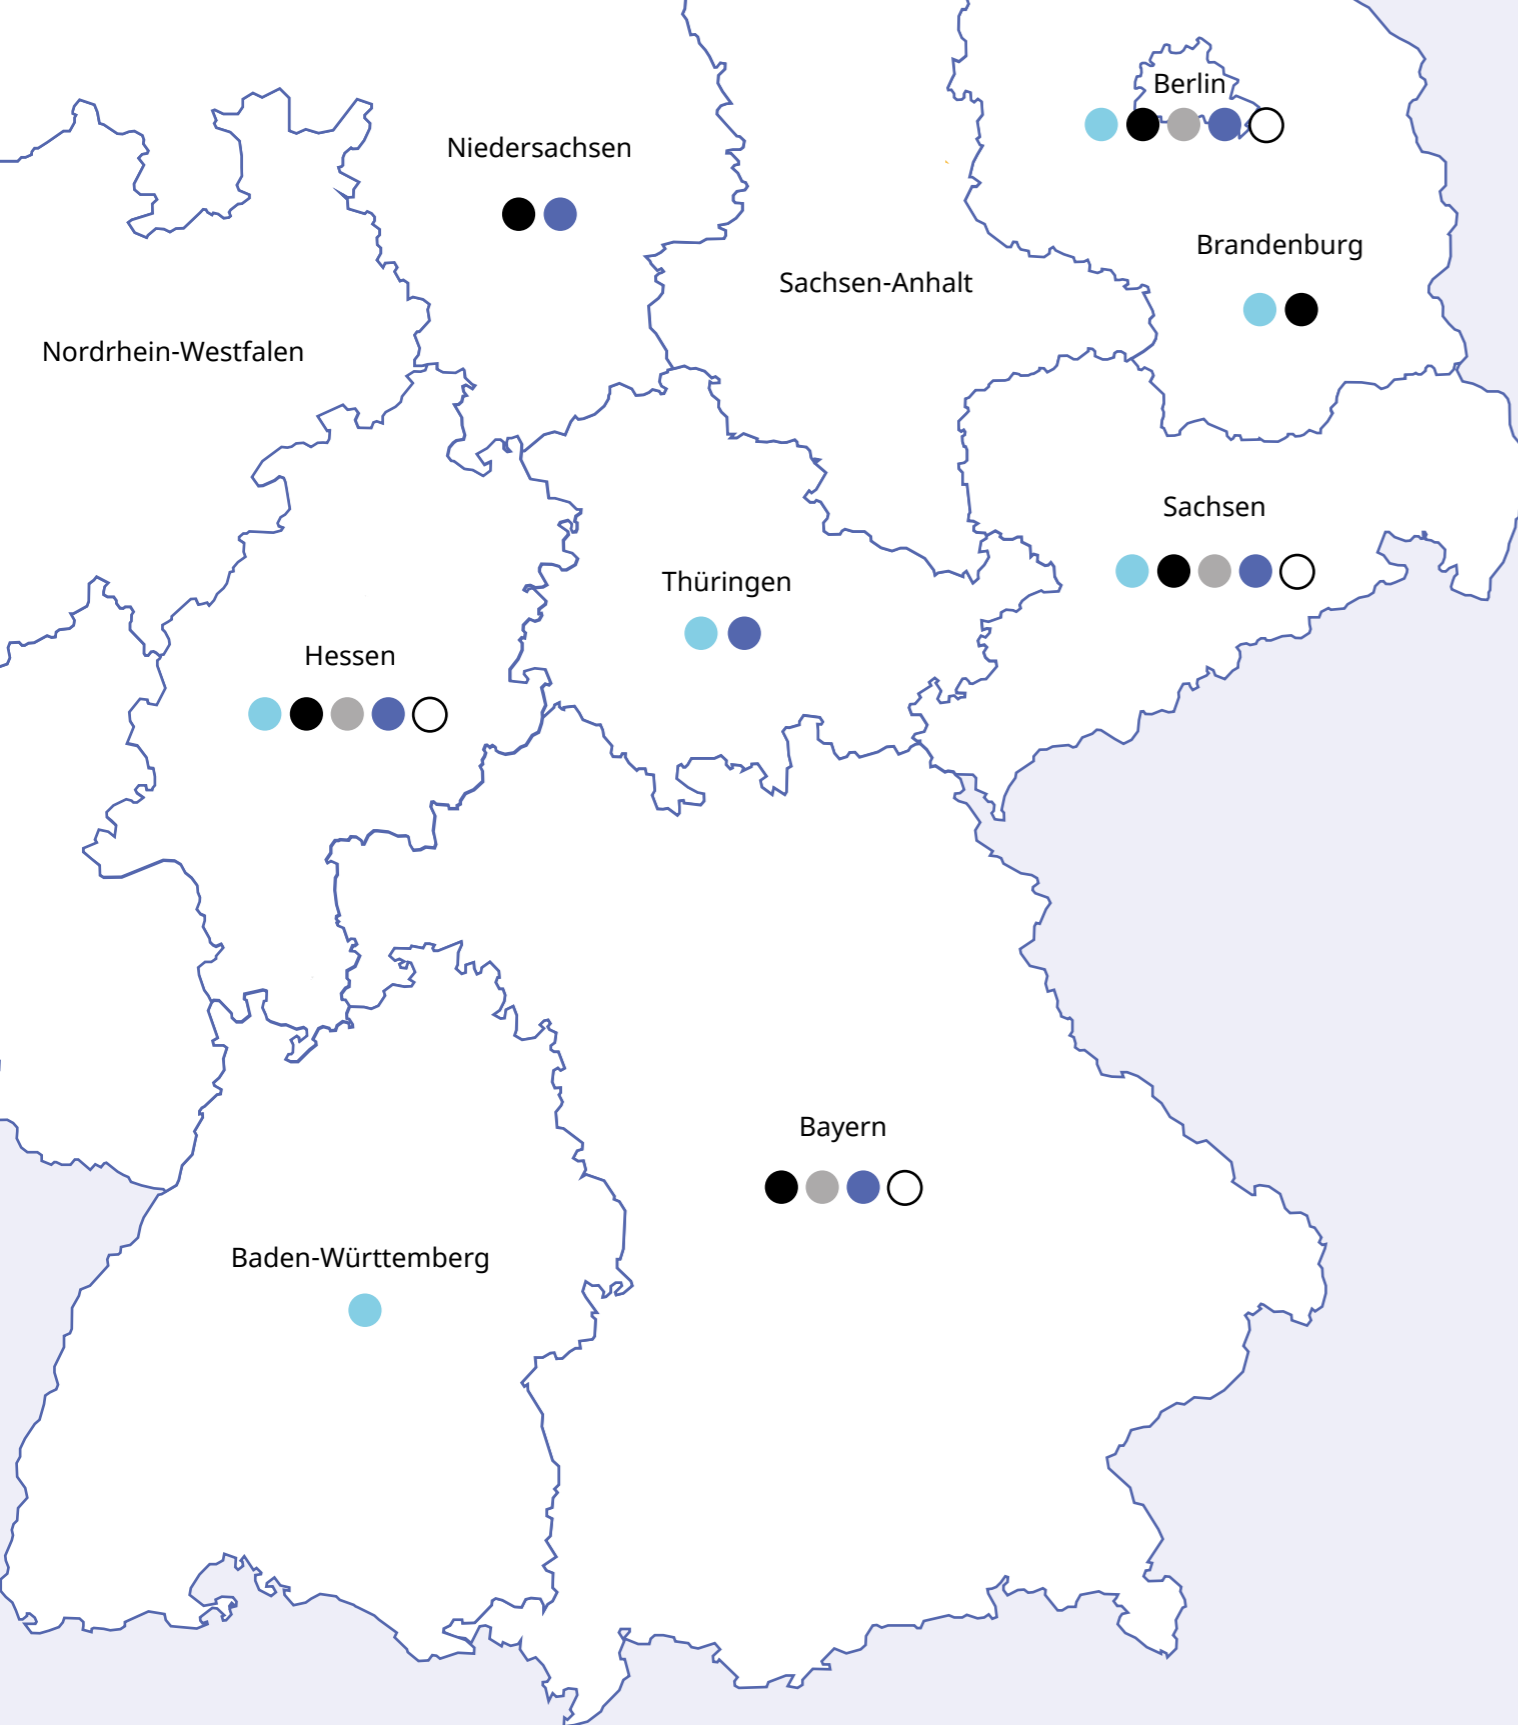 Berlin
Niedersachsen
Brandenburg
Sachsen-Anhalt
Nordrhein-Westfalen
Sachsen
Thüringen
Hessen
Bayern
Baden-Württemberg